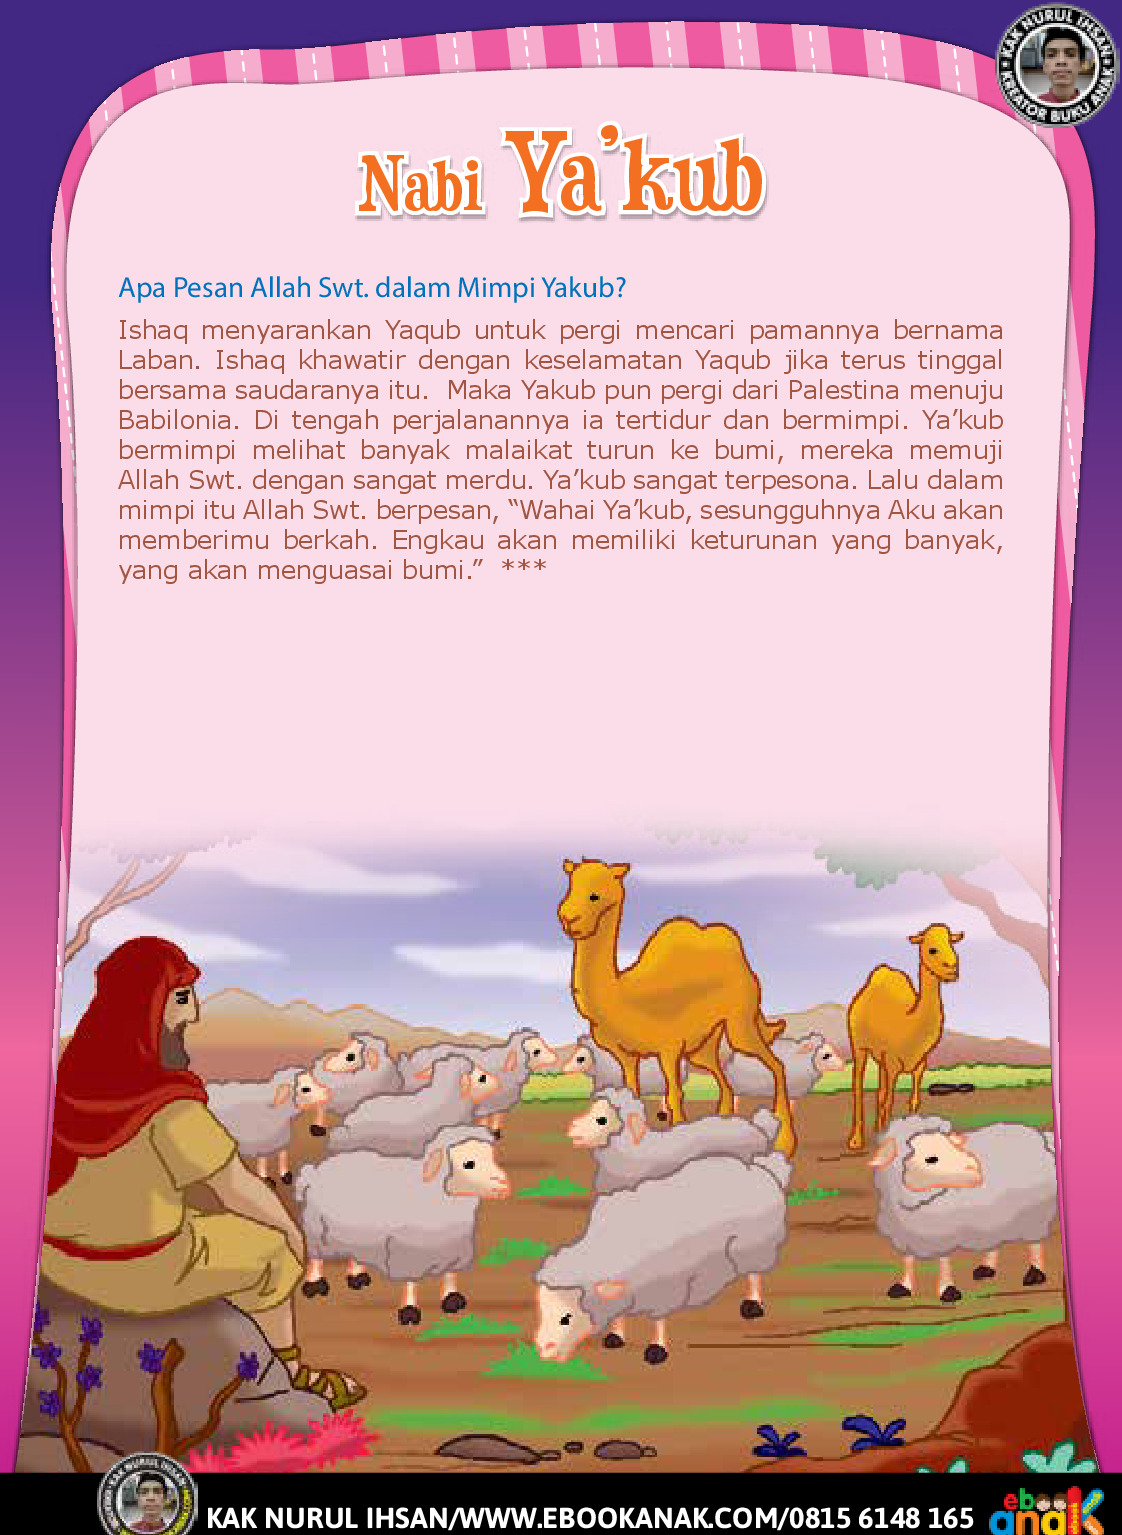 KAK NURUL IHSAN
KREATOR BUKU ANAK
Nabi Ya'kub
Apa Pesan Allah Swt. dalam Mimpi Yakub?
Ishaq menyarankan Yaqub untuk pergi mencari pamannya bernama
Laban. Ishaq khawatir dengan keselamatan Yaqub jika terus tinggal
bersama saudaranya itu. Maka Yakub pun pergi dari Palestina menuju
Babilonia. Di tengah perjalanannya ia tertidur dan bermimpi. Ya’kub
bermimpi melihat banyak malaikat turun ke bumi, mereka memuji
Allah Swt. dengan sangat merdu. Ya’kub sangat terpesona. Lalu dalam
mimpi itu Allah Swt. berpesan, “Wahai Ya’kub, sesungguhnya Aku akan
memberimu berkah. Engkau akan memiliki keturunan yang banyak,
yang akan menguasai bumi.” ***
KAK NURUL IHSAN
KAK NURUL IHSAN/WWW.EBOOKANAK.COM/0815 6148 165
ebook
anak